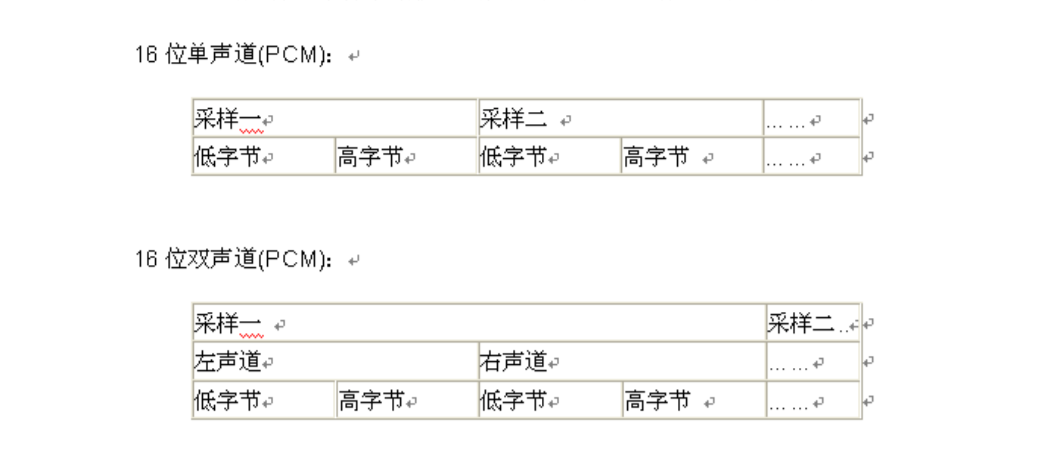 16 位单声道(PCM)：
采样一 采样二 ... ...
低字节 高字节 低字节 高字节 ... ...
16 位双声道(PCM)：
采样一 采样二...
左声道 右声道 ... ...
低字节 高字节 低字节 高字节 ... ...